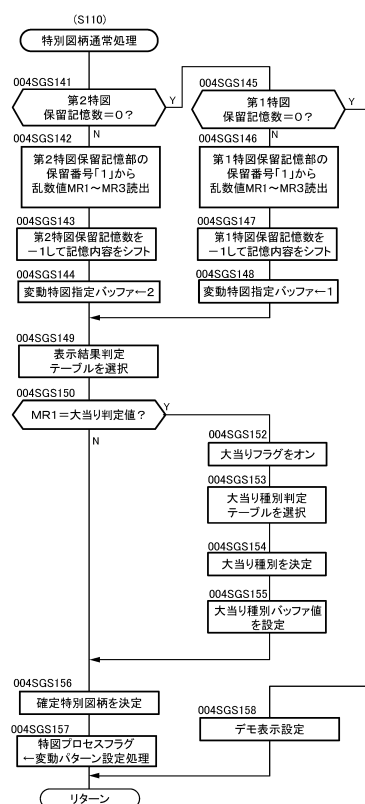 (S110)
特別図柄通常処理
004SGS141
第2特図
保留記憶数=0?
Y
N
004SGS142
第2特図保留記憶部の
保留番号「1」から
乱数値MR1~MR3読出
004SGS143
第2特図保留記憶数を
-1して記憶内容をシフト
004SGS144
変動特図指定バッファ←2
004SGS145
第1特図
保留記憶数=0?
Y
N
004SGS146
第1特図保留記憶部の
保留番号「1」から
乱数値MR1~MR3読出
004SGS147
第1特図保留記憶数を
-1して記憶内容をシフト
004SGS148
変動特図指定バッファ←1
004SGS149
表示結果判定
テーブルを選択
004SGS150
MR1=大当り判定値?
Y
N
004SGS152
大当りフラグをオン
004SGS153
大当り種別判定
テーブルを選択
004SGS154
大当り種別を決定
004SGS155
大当り種別バッファ値
を設定
004SGS156
確定特別図柄を決定
004SGS157
特図プロセスフラグ
←変動パターン設定処理
004SGS158
デモ表示設定
リターン